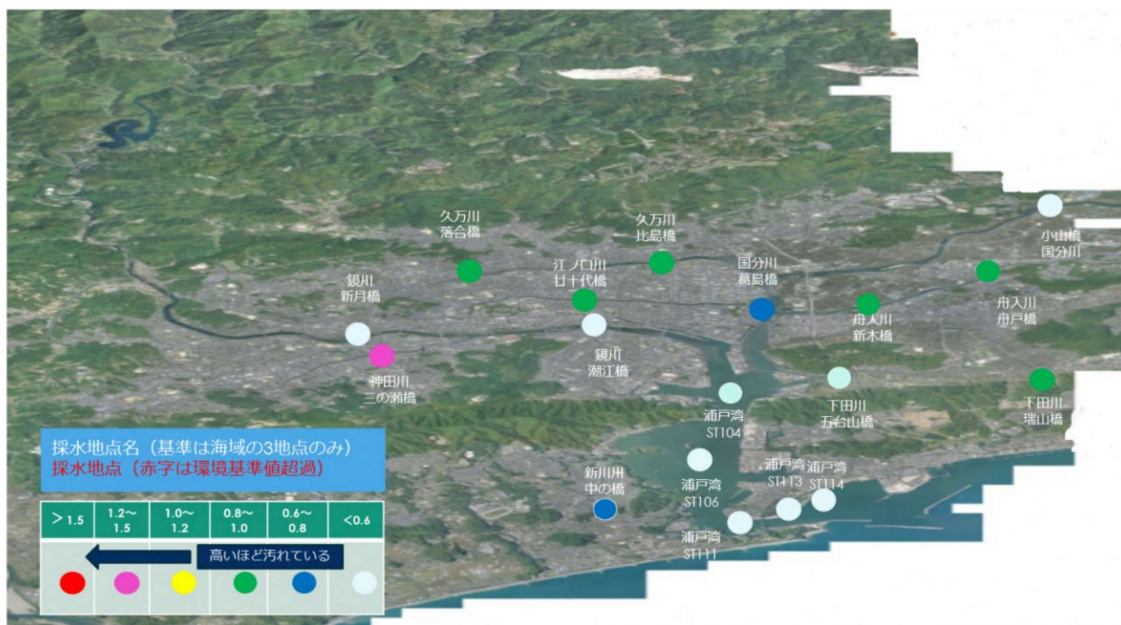 久万川
落合橋
久万川
比島橋
小山橋
国分川
鏡川
新月橋
江ノ口川
廿十代橋
国分川
葛島橋
舟入川
舟戸橋
舟入川
新木橋
神田川
三の瀬橋
鏡川
潮江橋
浦戸湾
ST104
下田川
五台山橋
下田川
瑞山橋
新川川
中の橋
浦戸湾
ST106
浦戸湾
ST113
浦戸湾
ST114
浦戸湾
ST111
採水地点名（基準は海域の3地点のみ）
採水地点（赤字は環境基準値超過）
＞1.5
1.2～
1.5
1.0～
1.2
0.8～
1.0
0.6～
0.8
<0.6
高いほど汚れている